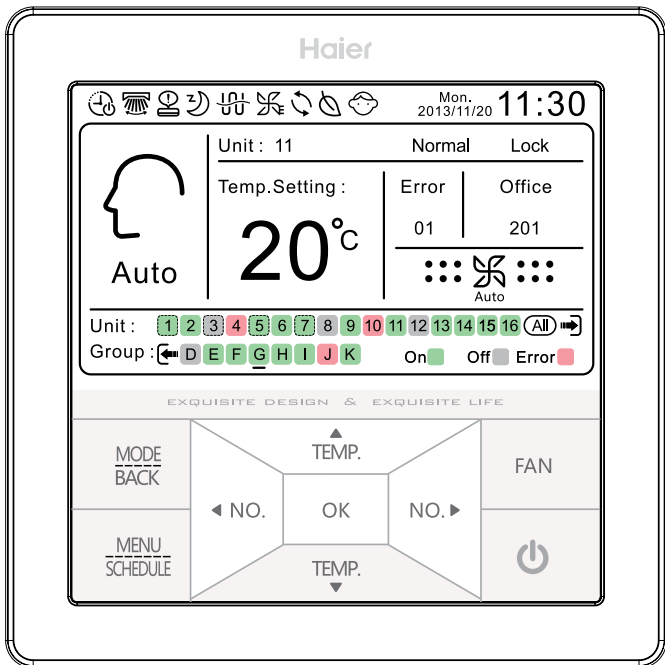 Haier
Mon.
2013/11/20 11:30
Unit : 11 Normal Lock
Temp.Setting : Error Office
20°C 01 201
Auto
Auto
Unit : 1 2 3 4 5 6 7 8 9 10 11 12 13 14 15 16 All
Group : D E F G H I J K On Off Error
EXQUISITE DESIGN & EXQUISITE LIFE
MODE
BACK
TEMP.
FAN
NO. OK NO.
MENU
SCHEDULE
TEMP.